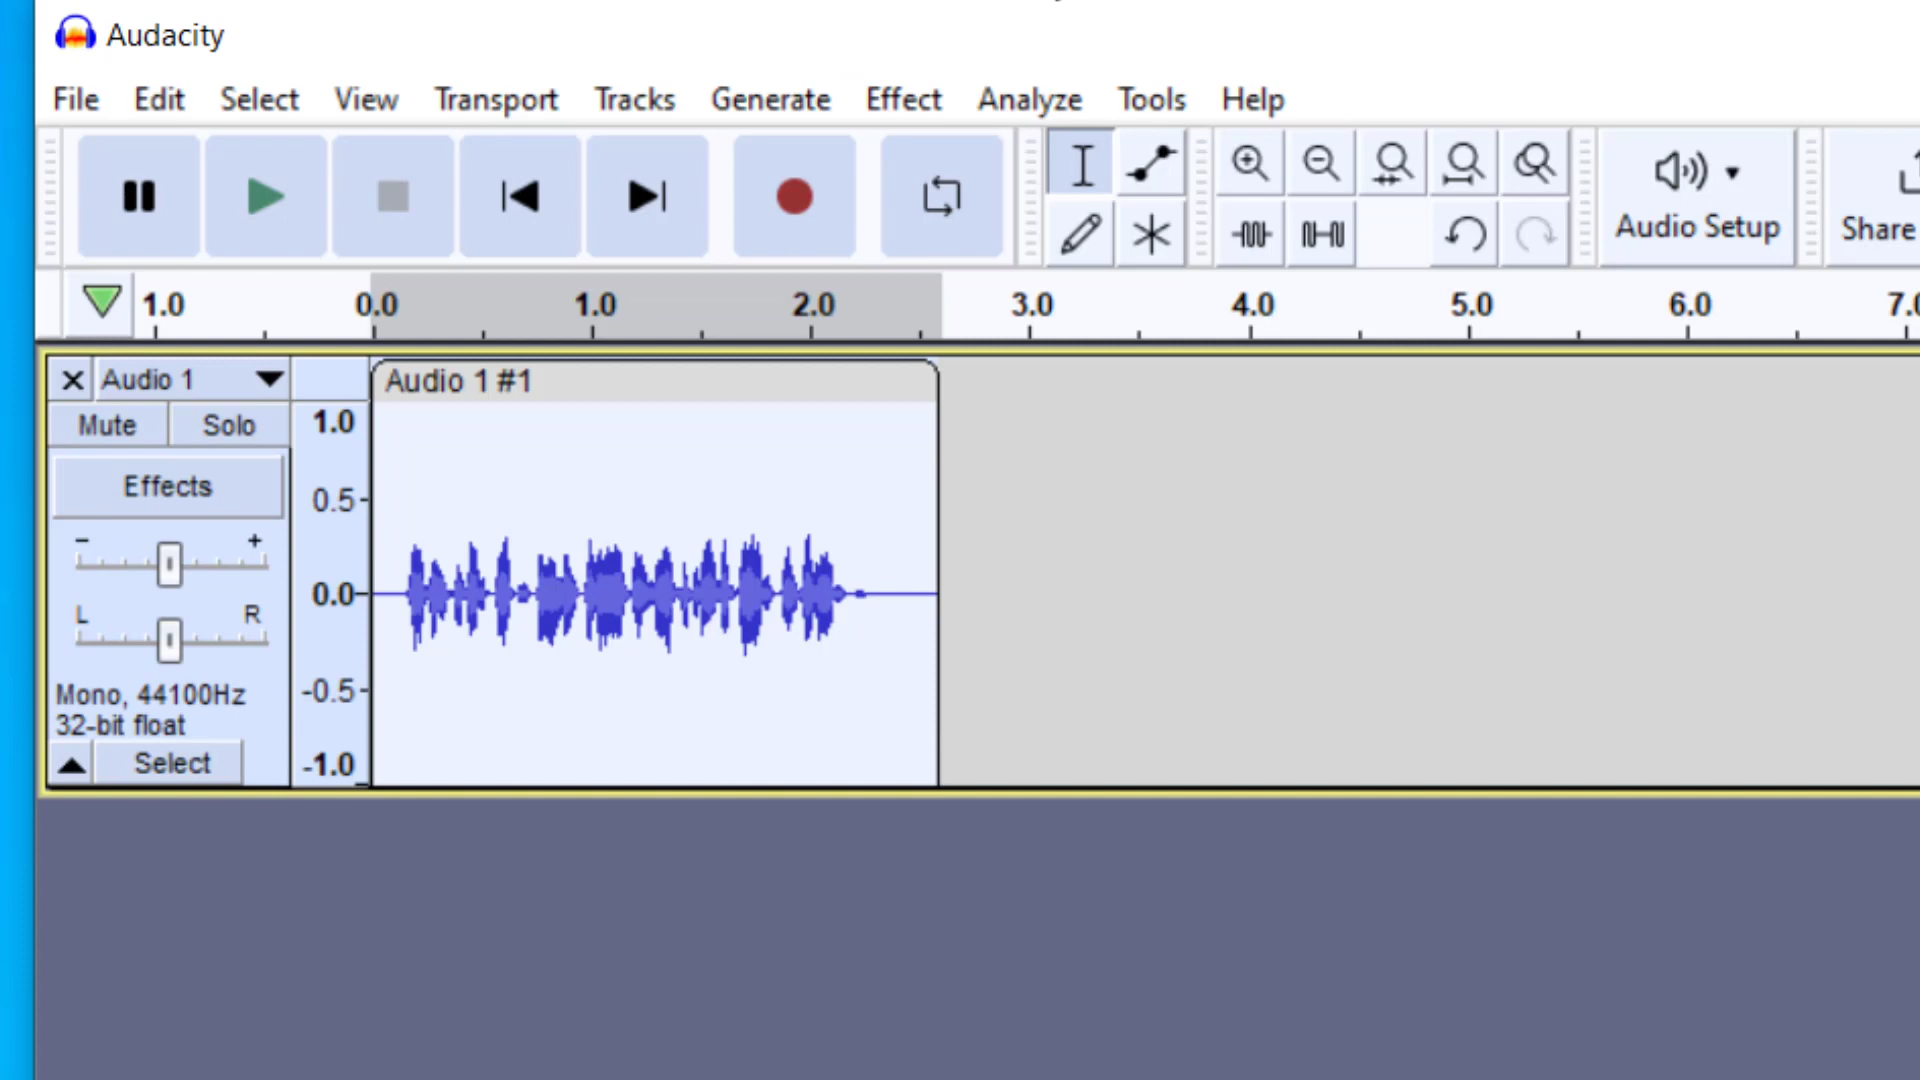 Audacity
File Edit Select View Transport Tracks Generate Effect Analyze Tools Help
Audio Setup
Share
1.0 0.0 1.0 2.0 3.0 4.0 5.0 6.0 7.0
Audio 1
Audio 1 #1
Mute Solo
Effects
- +
L R
Mono, 44100Hz
32-bit float
Select
1.0
0.5
0.0
-0.5
-1.0